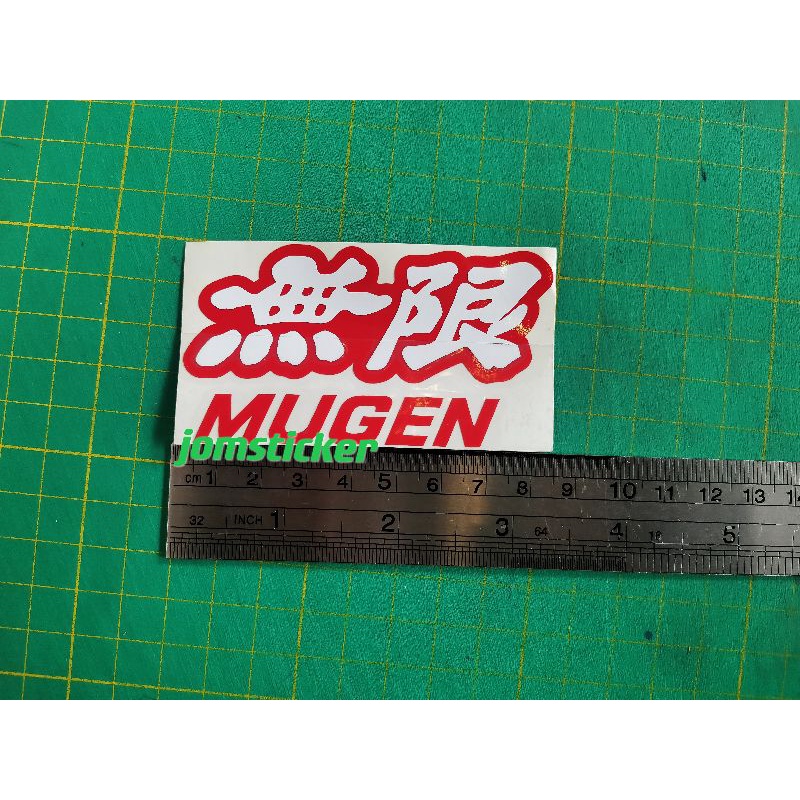 無限
MUGEN
jomsticker
cm 1 2 3 4 5 6 7 8 9 10 11 12 13 14
32 INCH 1 2 3 64 4 16 5